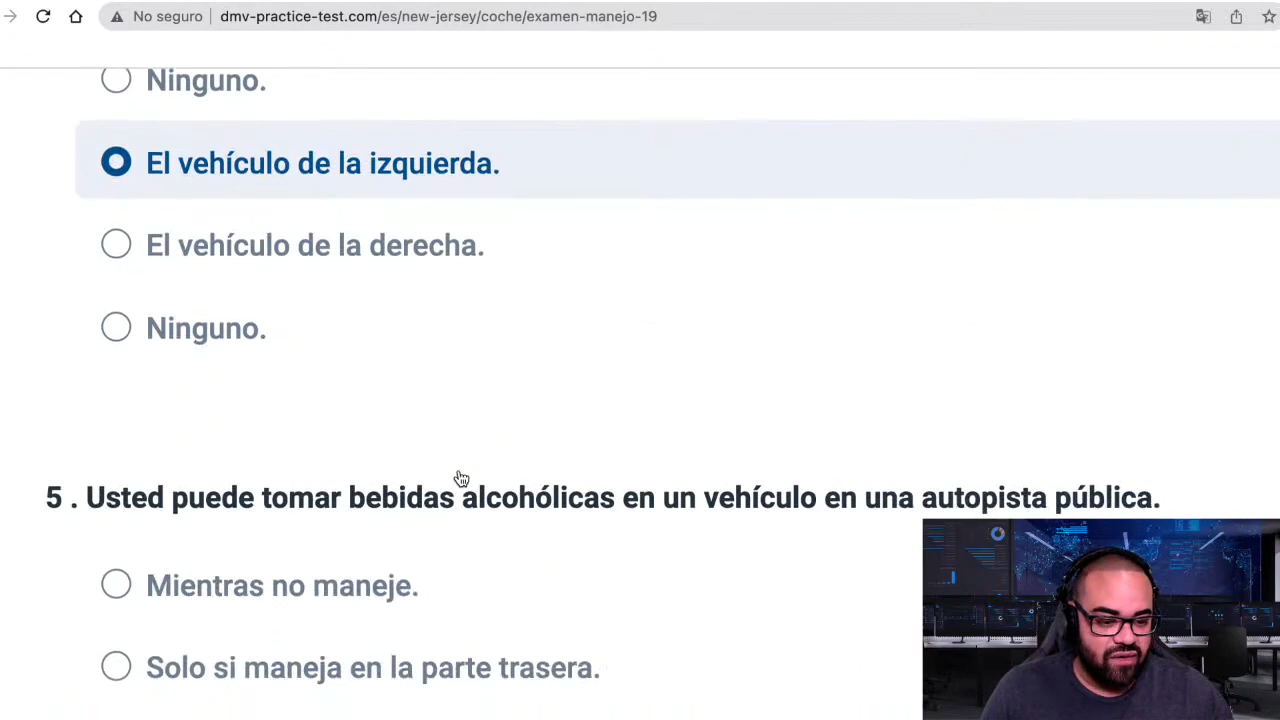 No seguro
dmv-practice-test.com/es/new-jersey/coche/examen-manejo-19
Ninguno.
El vehículo de la izquierda.
El vehículo de la derecha.
Ninguno.
5 . Usted puede tomar bebidas alcohólicas en un vehículo en una autopista pública.
Mientras no maneje.
Solo si maneja en la parte trasera.